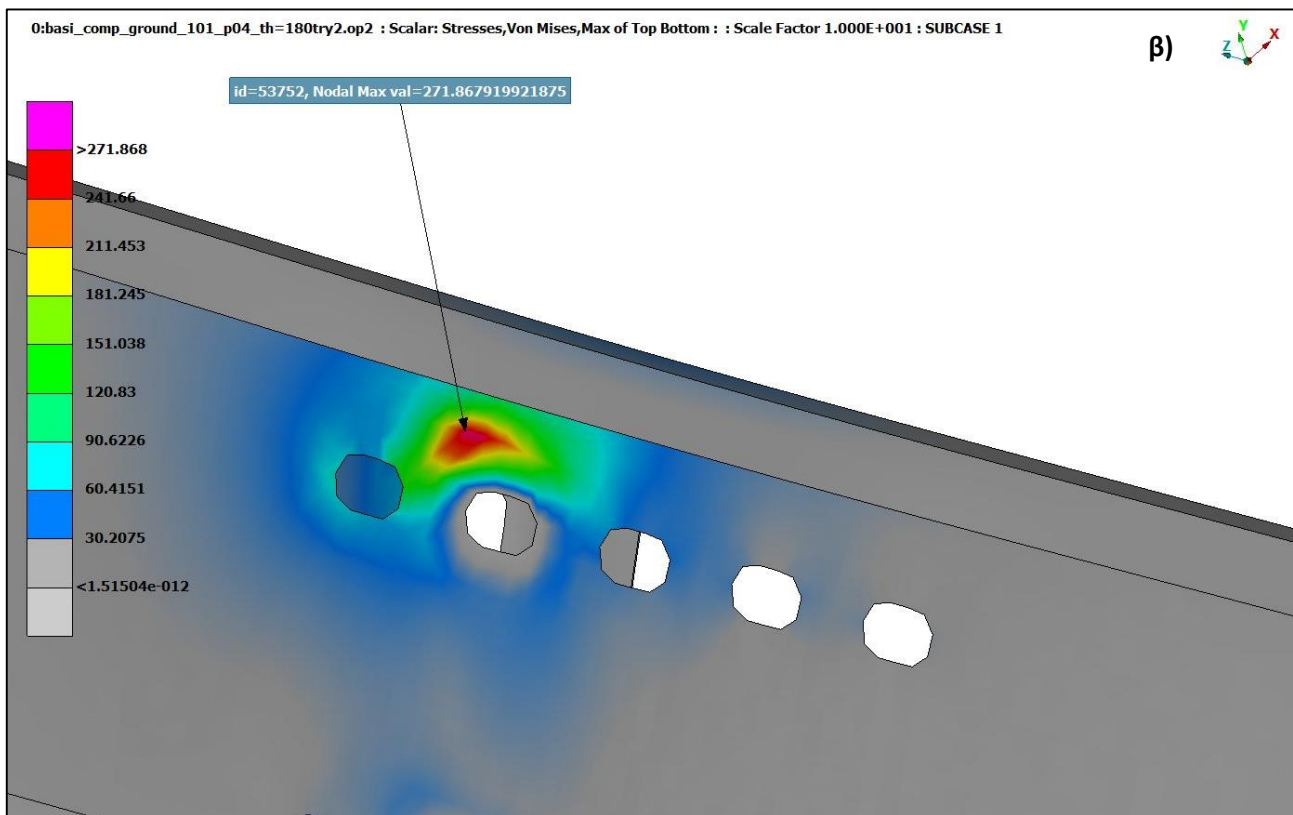 0:basi_comp_ground_101_p04_th=180try2.op2 : Scalar: Stresses,Von Mises,Max of Top Bottom : : Scale Factor 1.000E+001 : SUBCASE 1
β)
Y
Z
X
id=53752, Nodal Max val=271.867919921875
>271.868
241.66
211.453
181.245
151.038
120.83
90.6226
60.4151
30.2075
<1.51504e-012